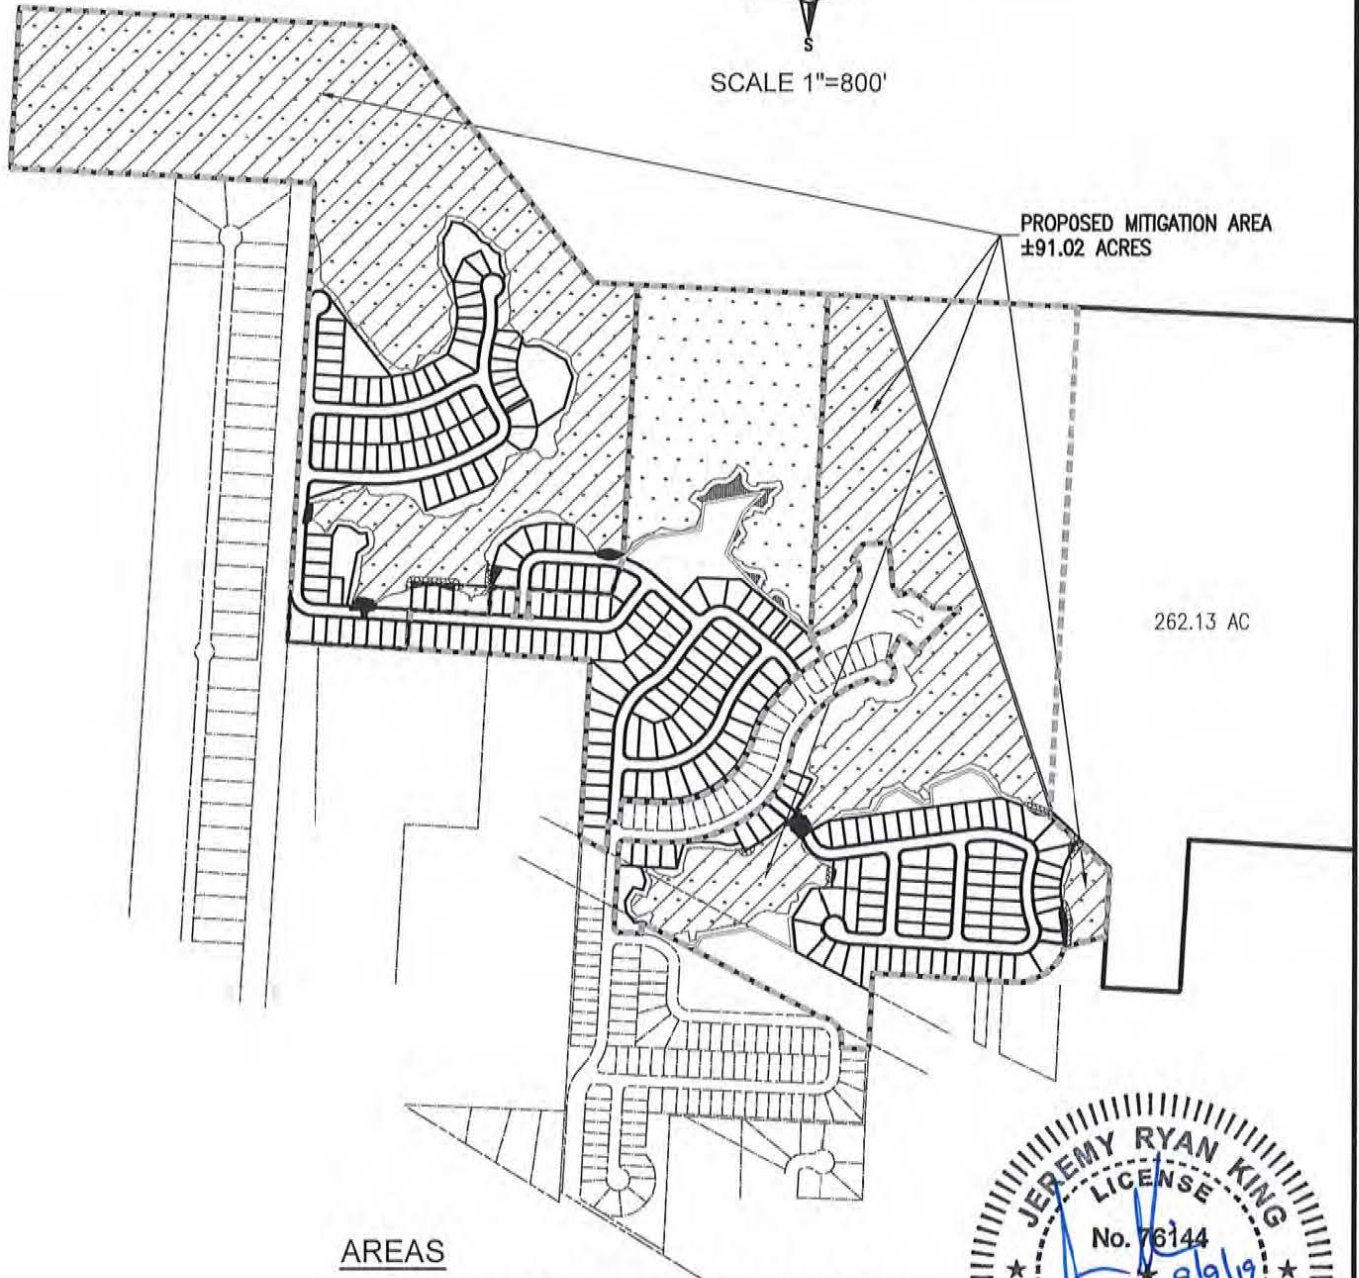 S
SCALE 1"=800'
PROPOSED MITIGATION AREA
±91.02 ACRES
262.13 AC
AREAS
JEREMY RYAN KING
LICENSE
No. 76144